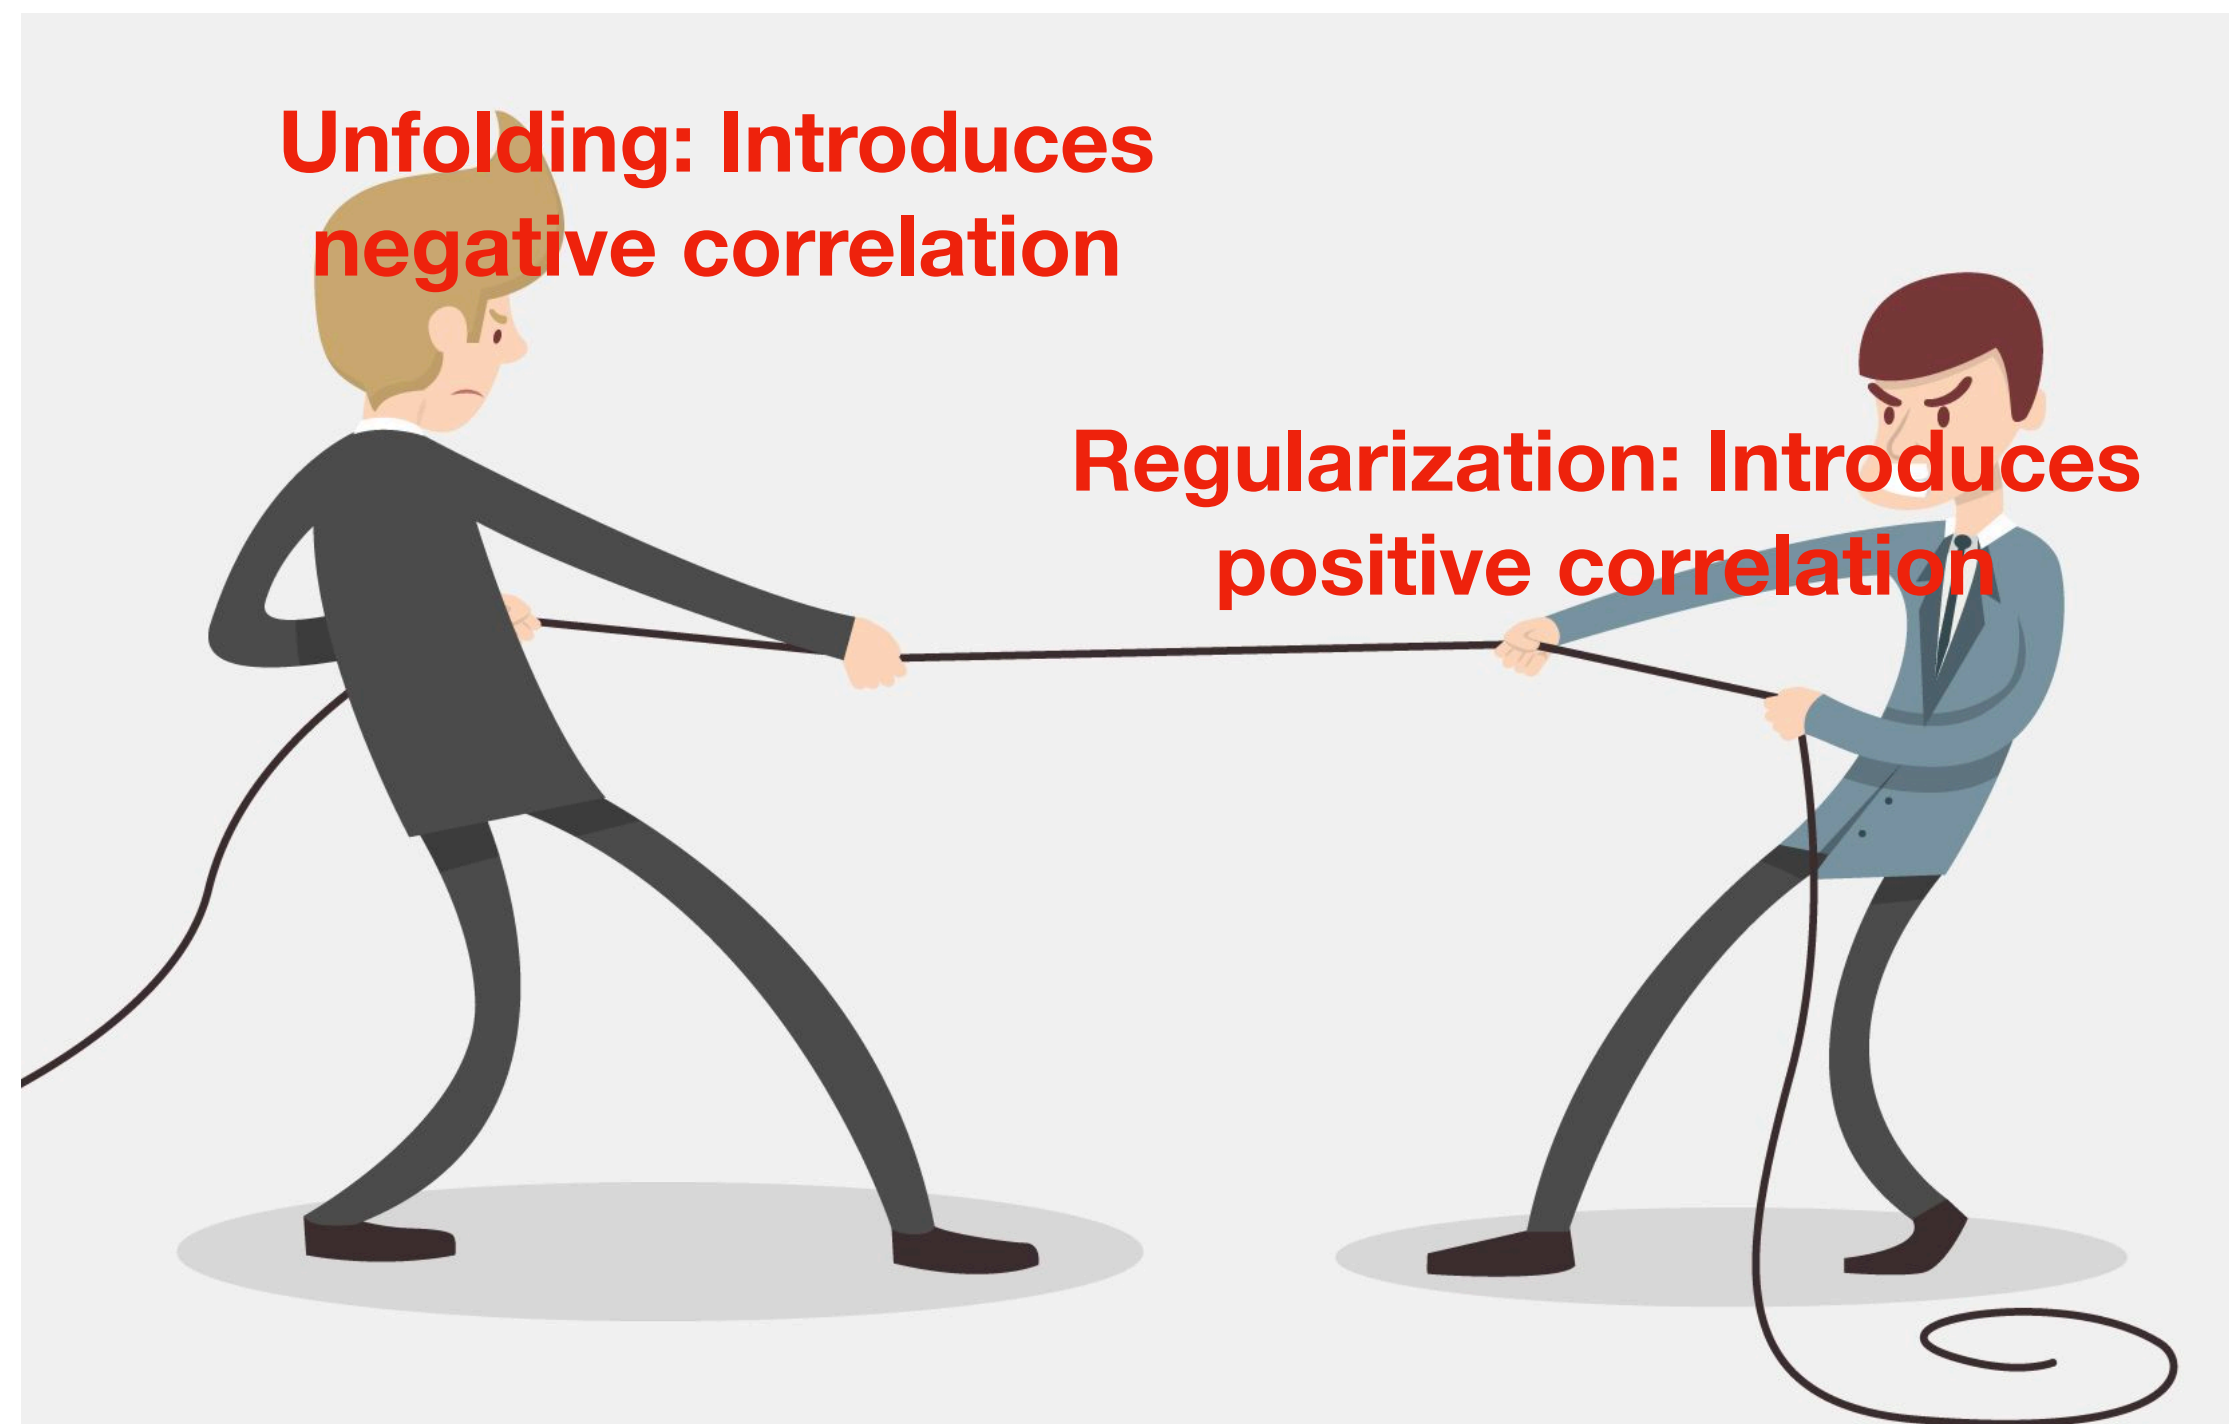 Unfolding: Introduces
negative correlation
Regularization: Introduces
positive correlation